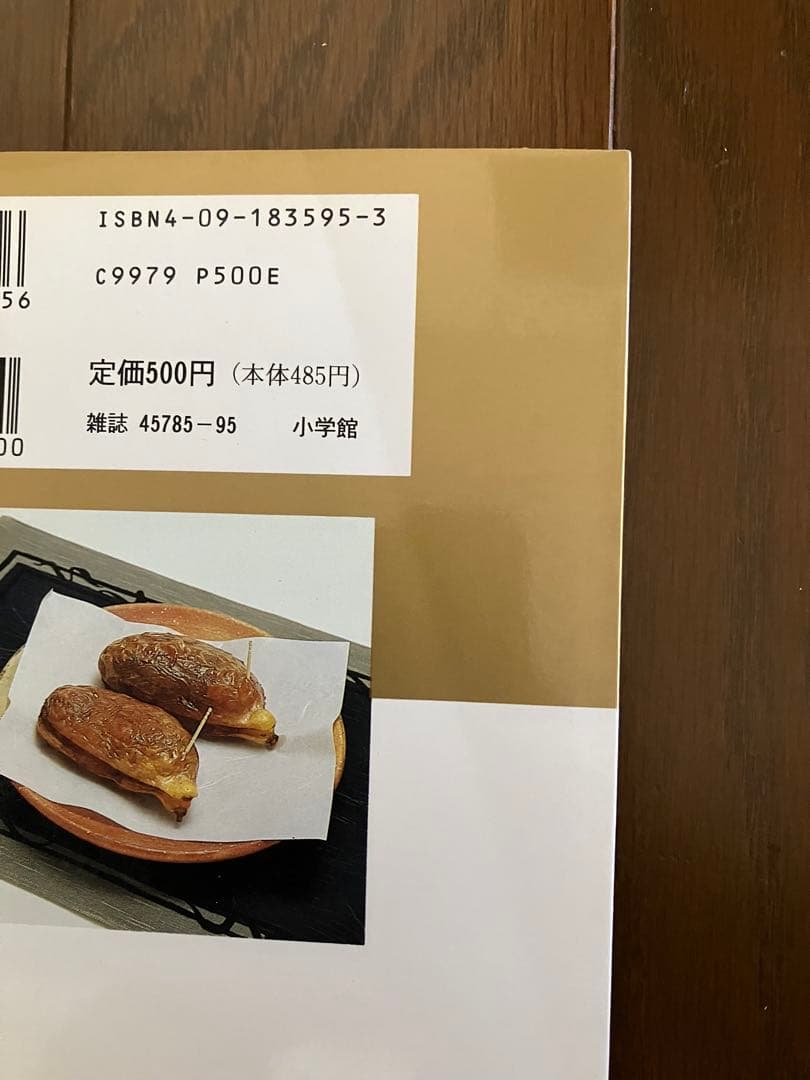 ISBN4-09-183595-3
C9979 P500E
56
定価500円（本体485円）
雑誌 45785-95 小学館
00